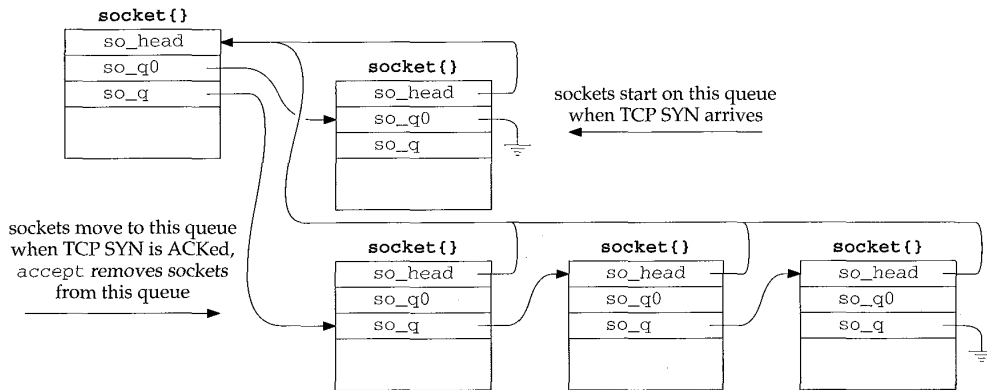 socket{}
so_head
so_q0
so_q
socket{}
so_head
so_q0
so_q
sockets start on this queue
when TCP SYN arrives
sockets move to this queue
when TCP SYN is ACKed,
accept removes sockets
from this queue
socket{}
so_head
so_q0
so_q
socket{}
so_head
so_q0
so_q
socket{}
so_head
so_q0
so_q